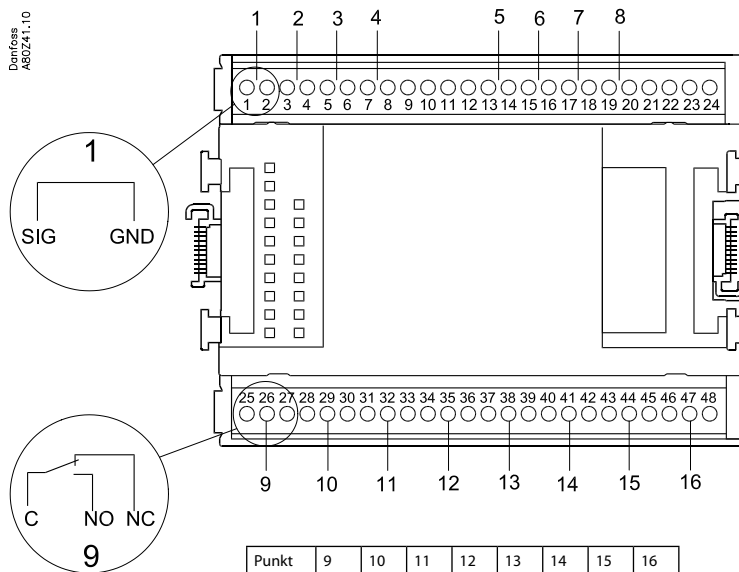 Danfoss
A80Z41.10
1 2 3 4 5 6 7 8
1 2 3 4 5 6 7 8 9 10 11 12 13 14 15 16 17 18 19 20 21 22 23 24
1
SIG GND
25 26 27 28 29 30 31 32 33 34 35 36 37 38 39 40 41 42 43 44 45 46 47 48
9 10 11 12 13 14 15 16
C NO NC
9
Punkt 9 10 11 12 13 14 15 16